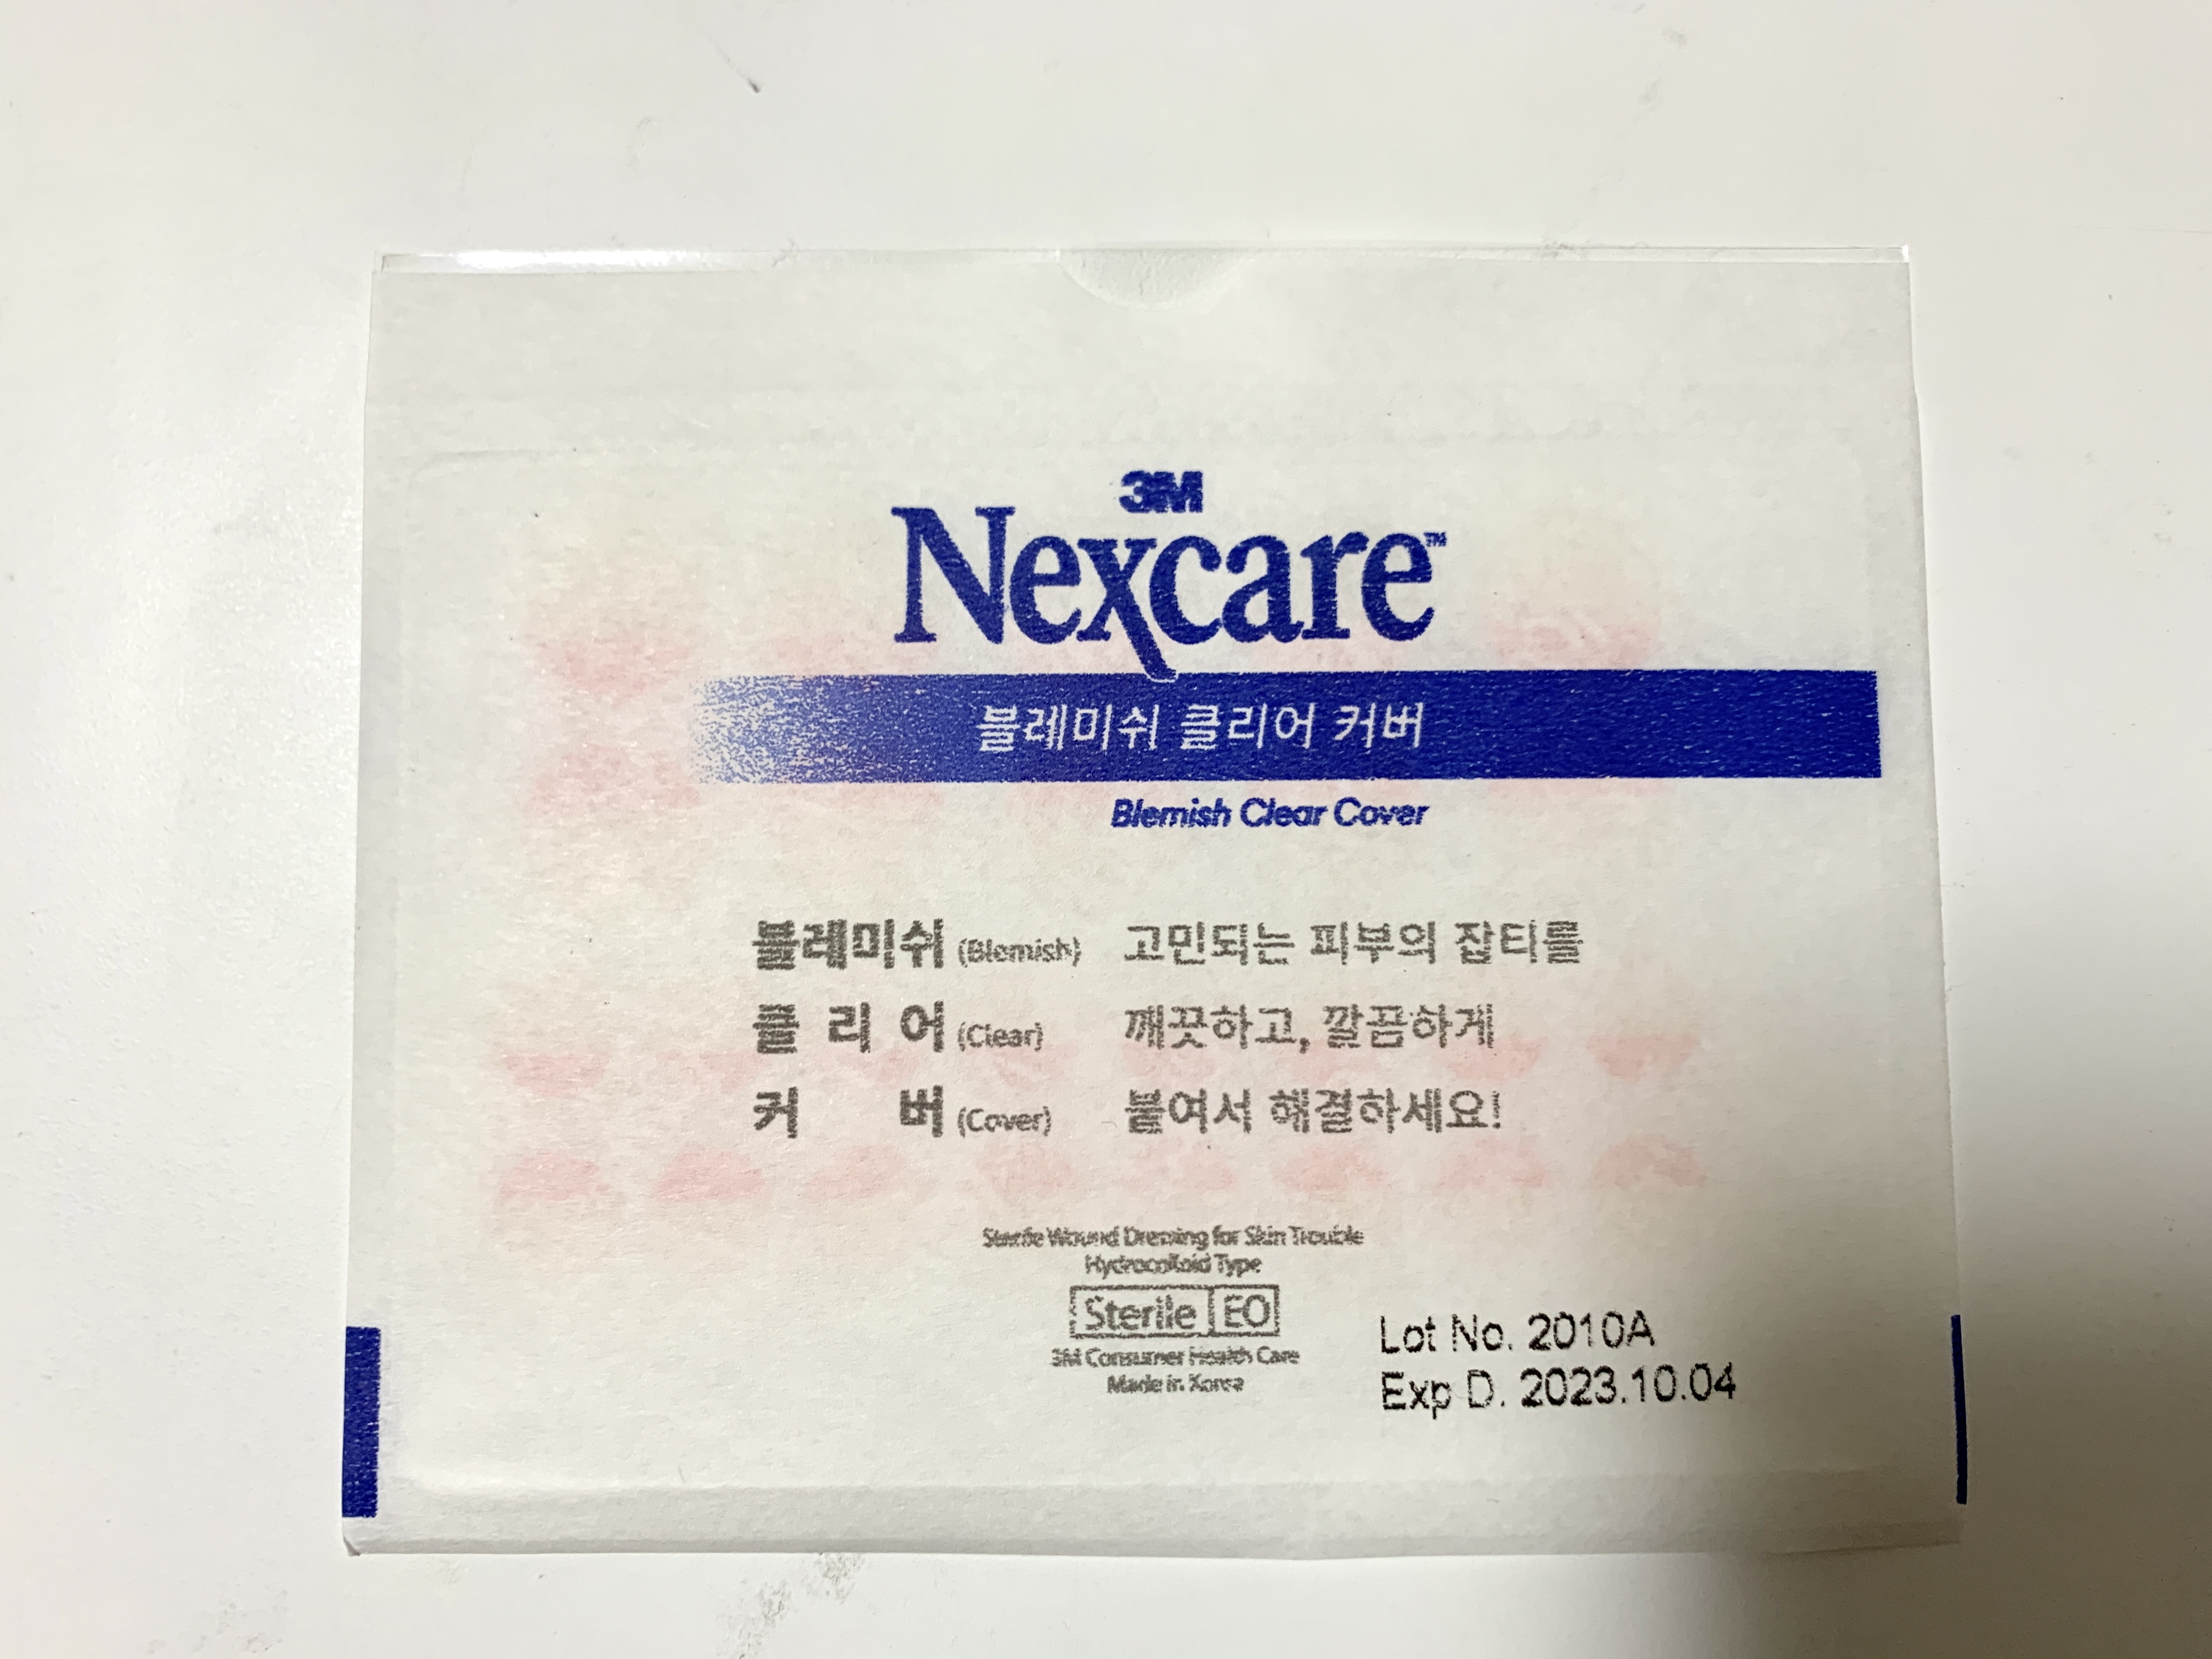 3M
Nexcare™
블레미쉬 클리어 커버
Blemish Clear Cover
블레미쉬 (Blemish) 고민되는 피부의 잡티를
클리어 (Clear) 깨끗하고, 깔끔하게
커버 (Cover) 붙여서 해결하세요!
Sterile Wound Dressing for Skin Trouble
Hydrocolloid Type
Sterile EO
3M Consumer Health Care
Made in Korea
Lot No. 2010A
Exp D. 2023.10.04